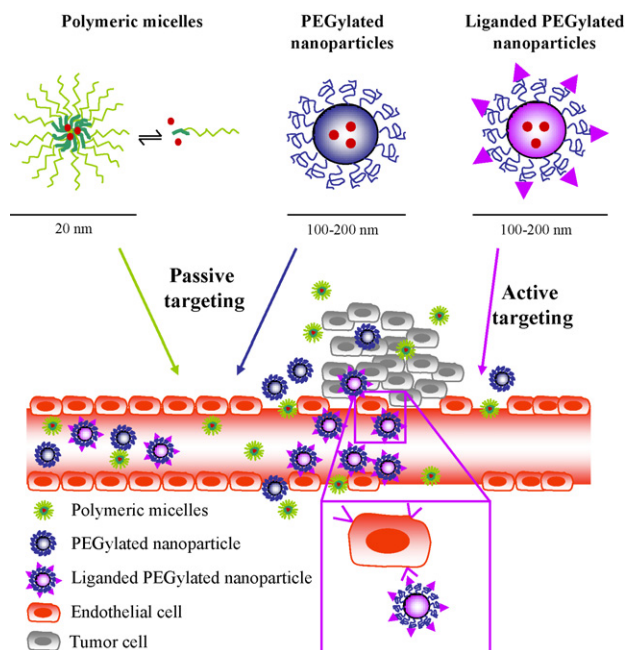 Polymeric micelles
PEGylated
nanoparticles
Liganded PEGylated
nanoparticles
20 nm
100-200 nm
100-200 nm
Passive
targeting
Active
targeting
Polymeric micelles
PEGylated nanoparticle
Liganded PEGylated nanoparticle
Endothelial cell
Tumor cell